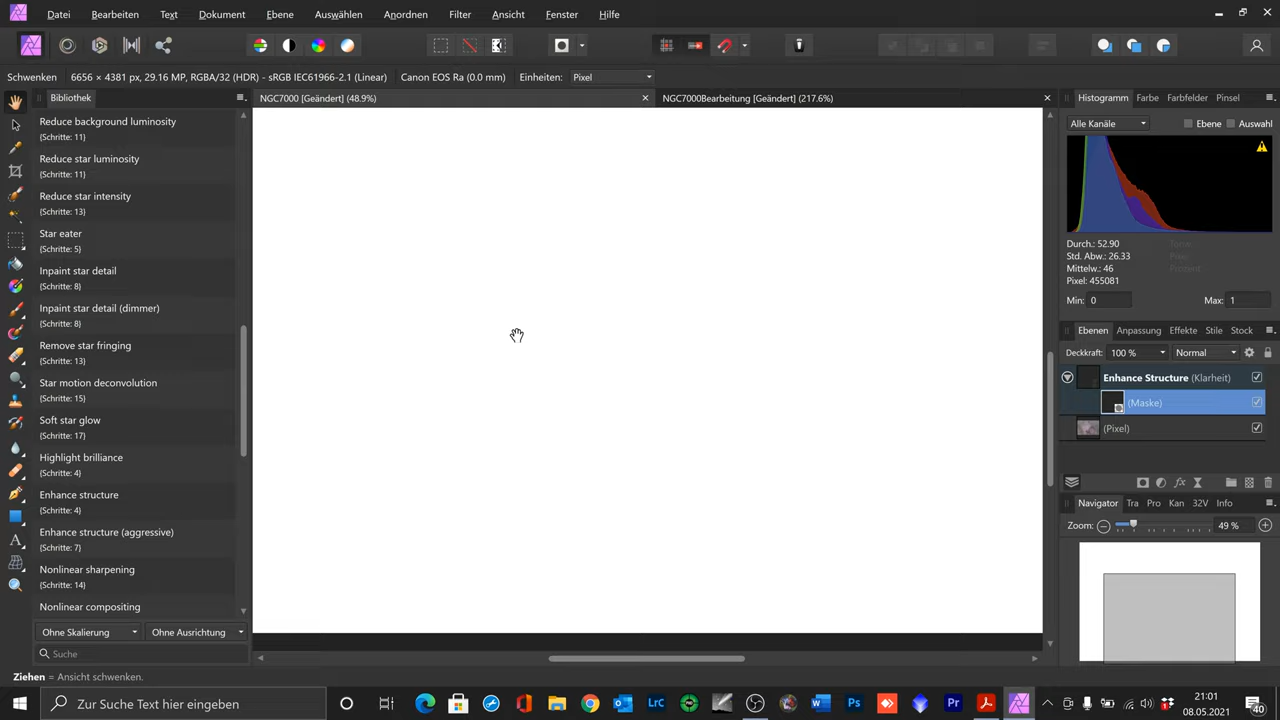 Datei Bearbeiten Text Dokument Ebene Auswählen Anordnen Filter Ansicht Fenster Hilfe
Schwenken 6656 × 4381 px, 29.16 MP, RGBA/32 (HDR) - sRGB IEC61966-2.1 (Linear) Canon EOS Ra (0.0 mm) Einheiten: Pixel
Bibliothek
NGC7000 [Geändert] (48.9%)
NGC7000Bearbeitung [Geändert] (217.6%)
Reduce background luminosity
{Schritte: 11}
Reduce star luminosity
{Schritte: 11}
Reduce star intensity
{Schritte: 13}
Star eater
{Schritte: 5}
Inpaint star detail
{Schritte: 8}
Inpaint star detail (dimmer)
{Schritte: 8}
Remove star fringing
{Schritte: 13}
Star motion deconvolution
{Schritte: 15}
Soft star glow
{Schritte: 17}
Highlight brilliance
{Schritte: 4}
Enhance structure
{Schritte: 4}
Enhance structure (aggressive)
{Schritte: 7}
Nonlinear sharpening
{Schritte: 14}
Nonlinear compositing
Ohne Skalierung Ohne Ausrichtung
Suche
Histogramm Farbe Farbfelder Pinsel
Alle Kanäle Ebene Auswahl
Durch.: 52.90
Std. Abw.: 26.33
Mittelw.: 46
Pixel: 455081
Töne
Pixel
Prozent
Min: 0 Max: 1
Ebenen Anpassung Effekte Stile Stock
Deckkraft: 100 % Normal
Enhance Structure (Klarheit)
(Maske)
(Pixel)
Navigator Tra Pro Kan 32V Info
Zoom: 49 %
Ziehen = Ansicht schwenken.
Zur Suche Text hier eingeben
LrC
Ps
Pr
21:01
08.05.2021
40